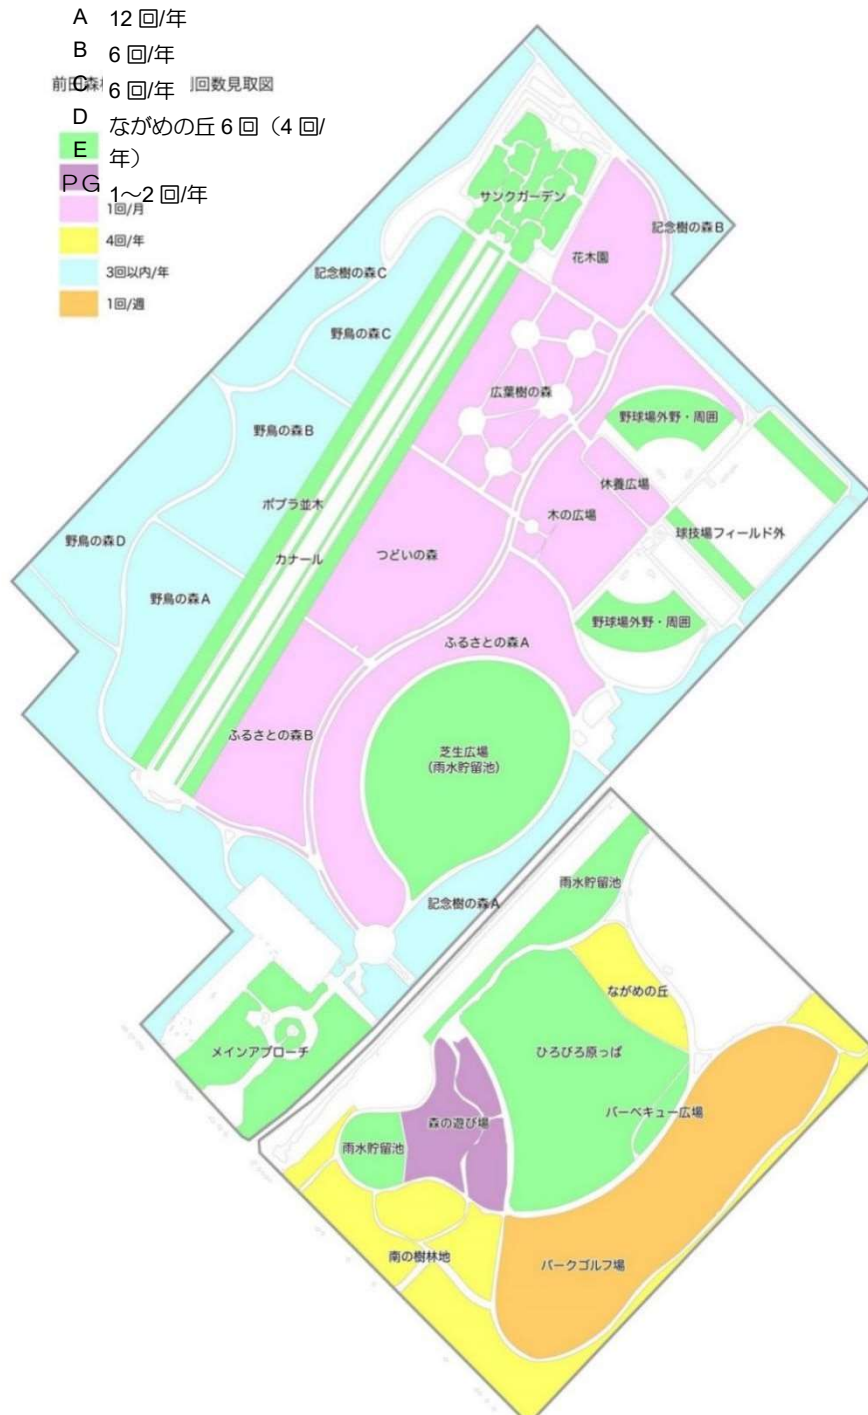 A 12 回/年
B 6 回/年
前田森 回数見取図
C 6 回/年
D ながめの丘 6 回（4 回/
年）
E
ＰＧ 1～2 回/年
1回/月
4回/年
3回以内/年
1回/週
サンクガーデン
記念樹の森B
花木園
記念樹の森C
野鳥の森C
広葉樹の森
野球場外野・周囲
野鳥の森B
休養広場
ポプラ並木
木の広場
球技場フィールド外
野鳥の森D
カナール
つどいの森
野鳥の森A
野球場外野・周囲
ふるさとの森A
ふるさとの森B
芝生広場
（雨水貯留池）
雨水貯留池
記念樹の森A
ながめの丘
メインアプローチ
ひろびろ原っぱ
バーベキュー広場
森の遊び場
雨水貯留池
南の樹林地
パークゴルフ場